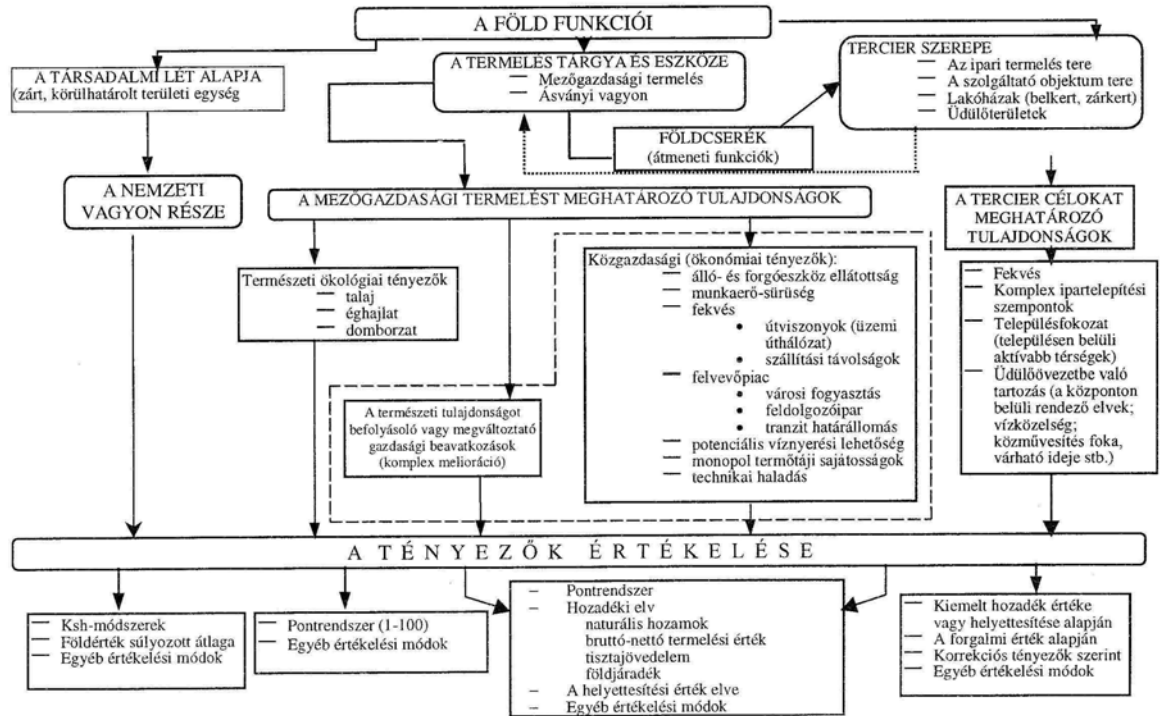 A FÖLD FUNKCIÓI
A TÁRSADALMI LÉT ALAPJA
(zárt, körülhatárolt területi egység
A TERMELÉS TÁRGYA ÉS ESZKÖZE
— Mezőgazdasági termelés
— Ásványi vagyon
TERCIER SZEREPE
— Az ipari termelés tere
— A szolgáltató objektum tere
— Lakóházak (belkert, zárkert)
— Üdülőterületek
FÖLDCSERÉK
(átmeneti funkciók)
A NEMZETI
VAGYON RÉSZE
A MEZŐGAZDASÁGI TERMELÉST MEGHATÁROZÓ TULAJDONSÁGOK
A TERCIER CÉLOKAT
MEGHATÁROZÓ
TULAJDONSÁGOK
Természeti ökológiai tényezők
— talaj
— éghajlat
— domborzat
A természeti tulajdonságot
befolyásoló vagy megváltoztató
gazdasági beavatkozások
(komplex melioráció)
Közgazdasági (ökonómiai tényezők):
— álló- és forgóeszköz ellátottság
— munkaerő-sürüség
— fekvés
• útviszonyok (üzemi
úthálózat)
• szállítási távolságok
— felvevőpiac
• városi fogyasztás
• feldolgozóipar
• tranzit határállomás
— potenciális víznyerési lehetőség
— monopol termőtáji sajátosságok
— technikai haladás
— Fekvés
— Komplex ipartelepítési
szempontok
— Településfokozat
(településen belüli
aktívabb térségek)
— Üdülőövezetbe való
tartozás (a központon
belüli rendező elvek;
vízközelség;
közművesítés foka,
várható ideje stb.)
A TÉNYEZŐK ÉRTÉKELÉSE
— Ksh-módszerek
— Földérték súlyozott átlaga
— Egyéb értékelési módok
— Pontrendszer (1-100)
— Egyéb értékelési módok
– Pontrendszer
– Hozadéki elv
naturális hozamok
bruttó-nettó termelési érték
tisztajövedelem
földjáradék
– A helyettesítési érték elve
– Egyéb értékelési módok
— Kiemelt hozadék értéke
vagy helyettesítése alapján
— A forgalmi érték alapján
— Korrekciós tényezők szerint
— Egyéb értékelési módok